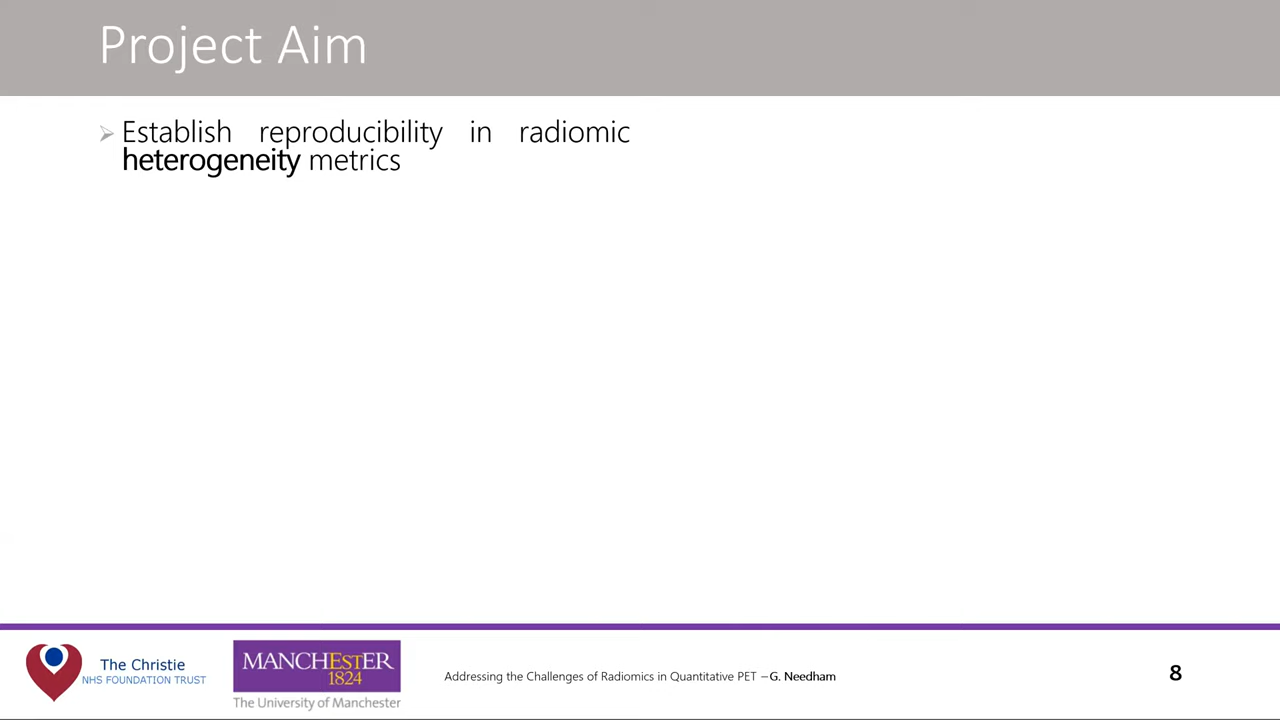 Project Aim
Establish reproducibility in radiomic
heterogeneity metrics
The Christie
NHS FOUNDATION TRUST
MANCHESTER
1824
The University of Manchester
Addressing the Challenges of Radiomics in Quantitative PET – G. Needham
8